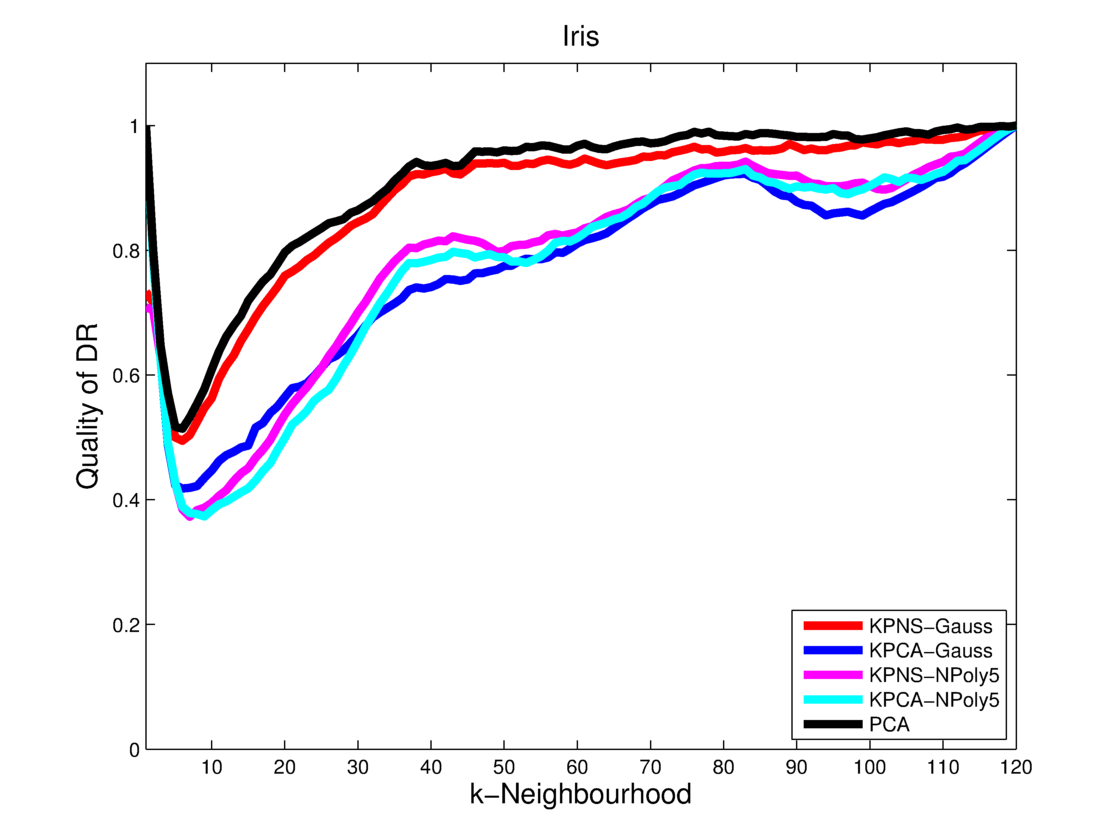 Iris
Quality of DR
1
0.8
0.6
0.4
0.2
0
10 20 30 40 50 60 70 80 90 100 110 120
k−Neighbourhood
KPNS−Gauss
KPCA−Gauss
KPNS−NPoly5
KPCA−NPoly5
PCA